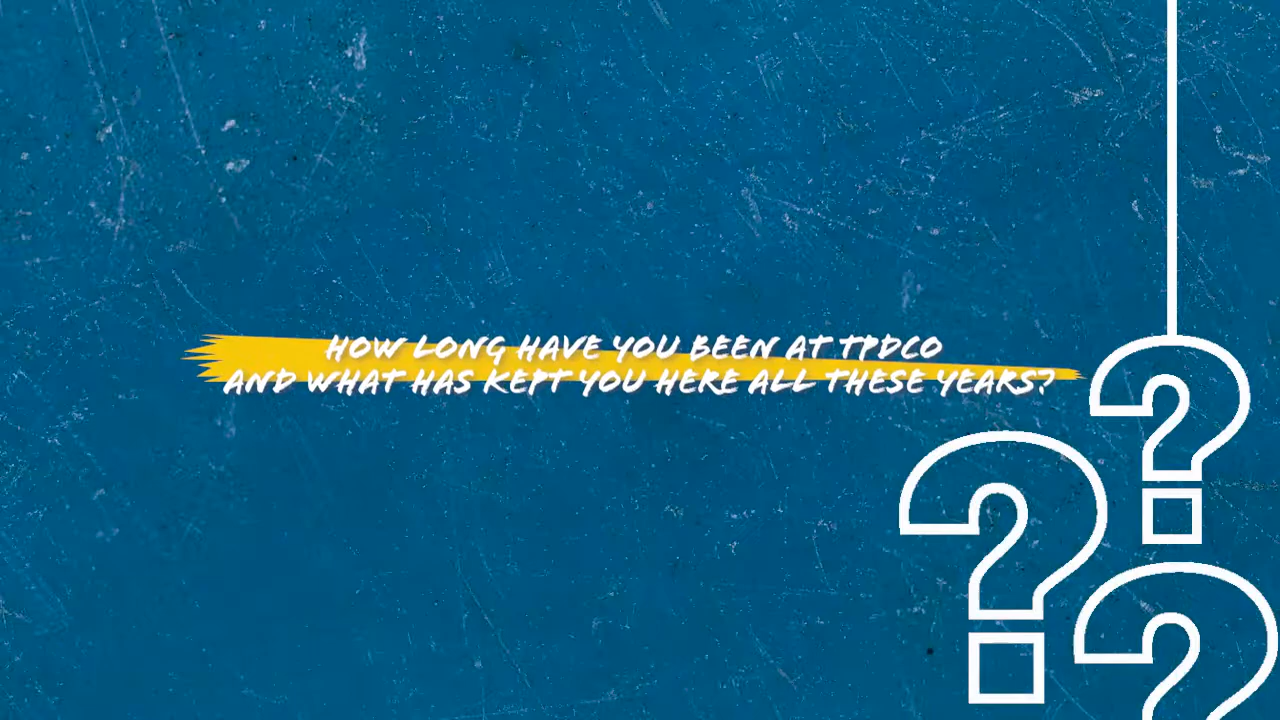 HOW LONG HAVE YOU BEEN AT TPDCO
AND WHAT HAS KEPT YOU HERE ALL THESE YEARS?